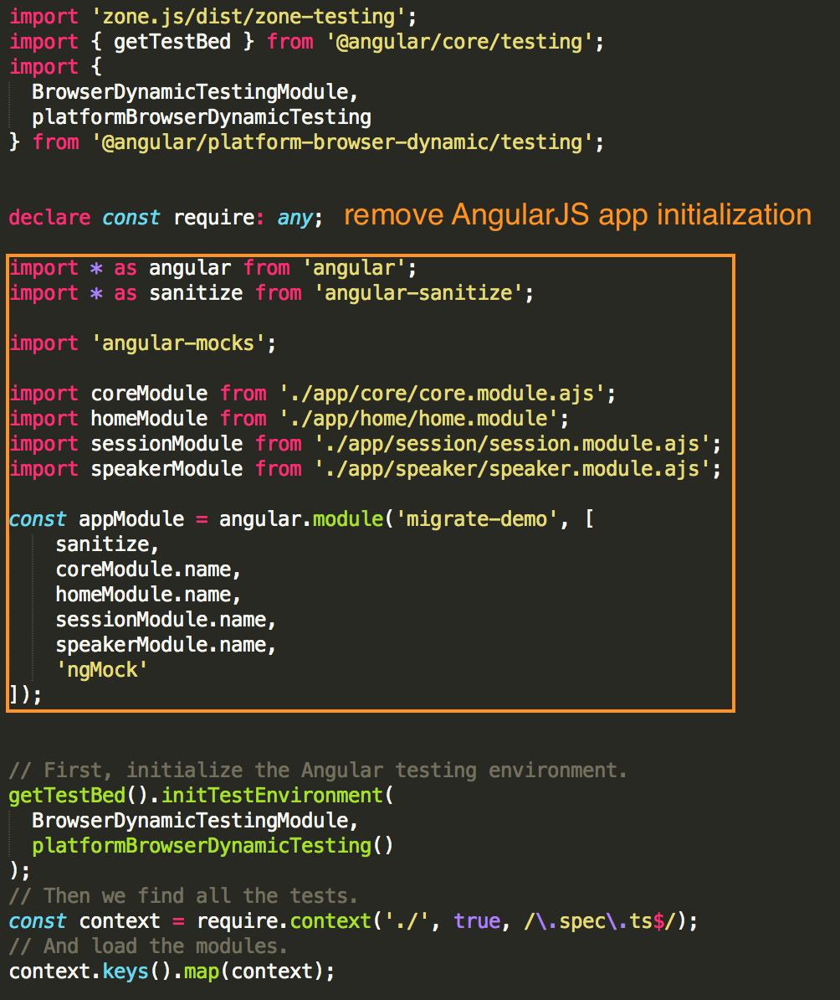 import 'zone.js/dist/zone-testing';
import { getTestBed } from '@angular/core/testing';
import {
  BrowserDynamicTestingModule,
  platformBrowserDynamicTesting
} from '@angular/platform-browser-dynamic/testing';
declare const require: any; remove AngularJS app initialization
import * as angular from 'angular';
import * as sanitize from 'angular-sanitize';
import 'angular-mocks';
import coreModule from './app/core/core.module.ajs';
import homeModule from './app/home/home.module';
import sessionModule from './app/session/session.module.ajs';
import speakerModule from './app/speaker/speaker.module.ajs';
const appModule = angular.module('migrate-demo', [
    sanitize,
    coreModule.name,
    homeModule.name,
    sessionModule.name,
    speakerModule.name,
    'ngMock'
]);
// First, initialize the Angular testing environment.
getTestBed().initTestEnvironment(
  BrowserDynamicTestingModule,
  platformBrowserDynamicTesting()
);
// Then we find all the tests.
const context = require.context('./', true, /\.spec\.ts$/);
// And load the modules.
context.keys().map(context);